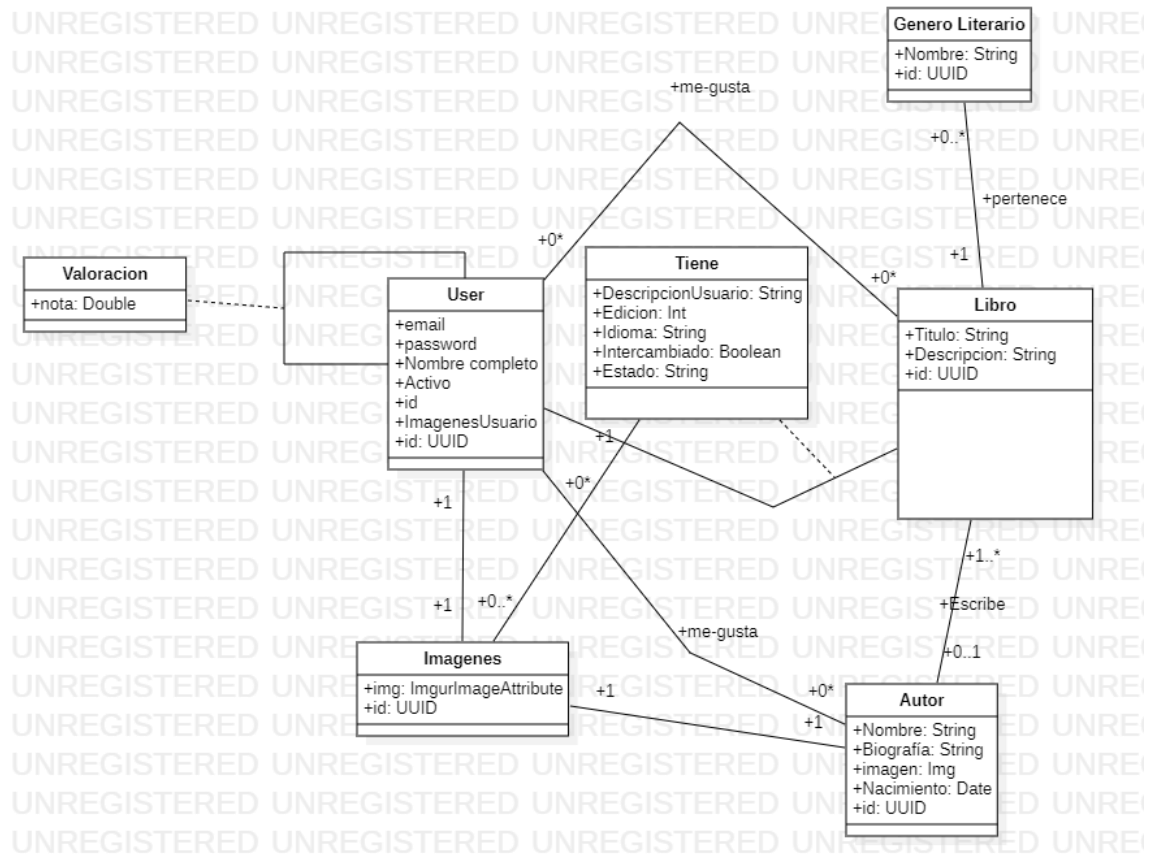 UNREGISTERED
Genero Literario
+Nombre: String
+id: UUID
+me-gusta
+0..*
+pertenece
+1
+0*
+0*
Valoracion
+nota: Double
User
+email
+password
+Nombre completo
+Activo
+id
+ImagenesUsuario
+id: UUID
Tiene
+DescripcionUsuario: String
+Edicion: Int
+Idioma: String
+Intercambiado: Boolean
+Estado: String
Libro
+Titulo: String
+Descripcion: String
+id: UUID
+1
+0*
+1
+1
+0..*
+1..*
+Escribe
+0..1
+me-gusta
Imagenes
+img: ImgurImageAttribute
+id: UUID
+1
+0*
+1
Autor
+Nombre: String
+Biografía: String
+imagen: Img
+Nacimiento: Date
+id: UUID